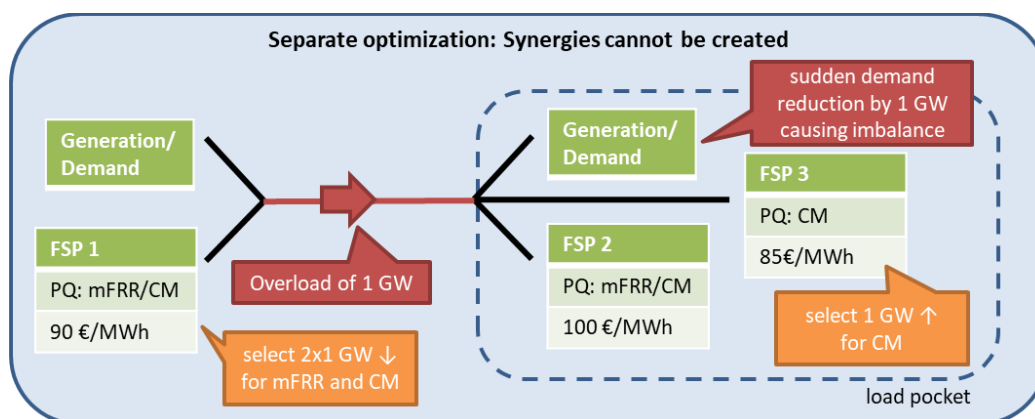 Separate optimization: Synergies cannot be created
sudden demand
reduction by 1 GW
causing imbalance
Generation/
Demand
Generation/
Demand
FSP 3
PQ: CM
85€/MWh
FSP 1
PQ: mFRR/CM
90 €/MWh
Overload of 1 GW
FSP 2
PQ: mFRR/CM
100 €/MWh
select 2x1 GW ↓
for mFRR and CM
select 1 GW ↑
for CM
load pocket